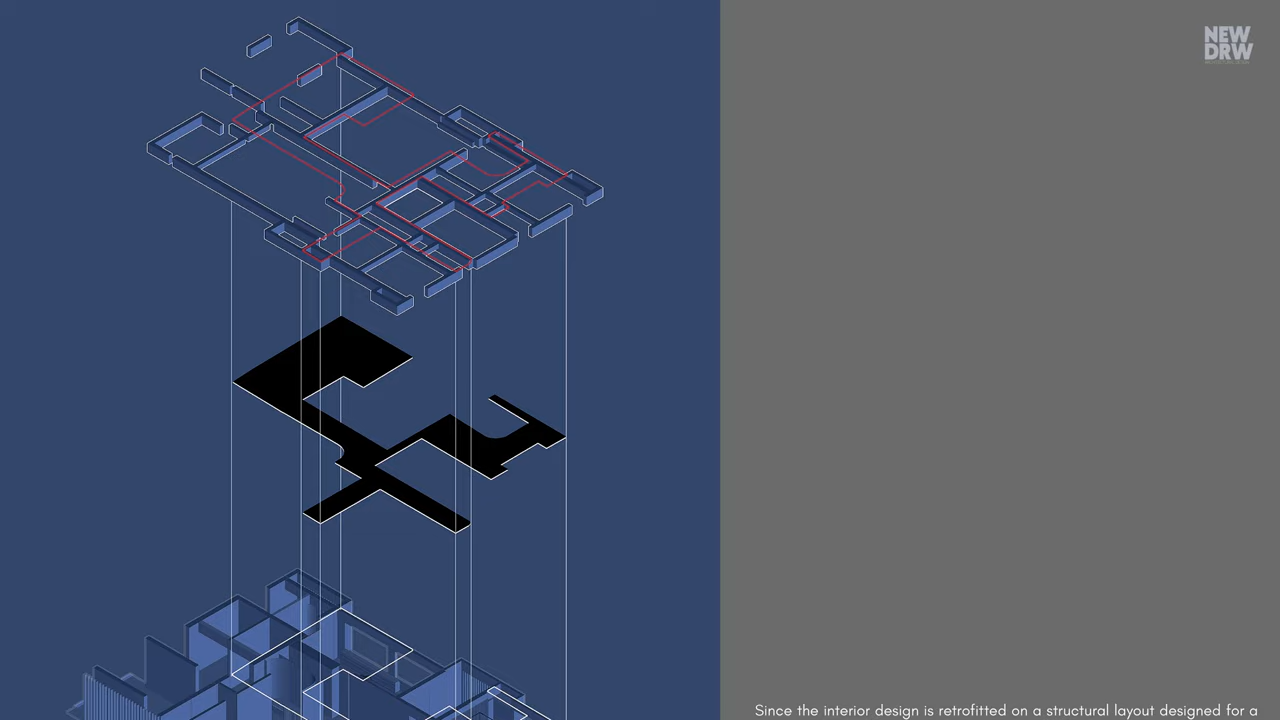 NEW
DRW
Since the interior design is retrofitted on a structural layout designed for a